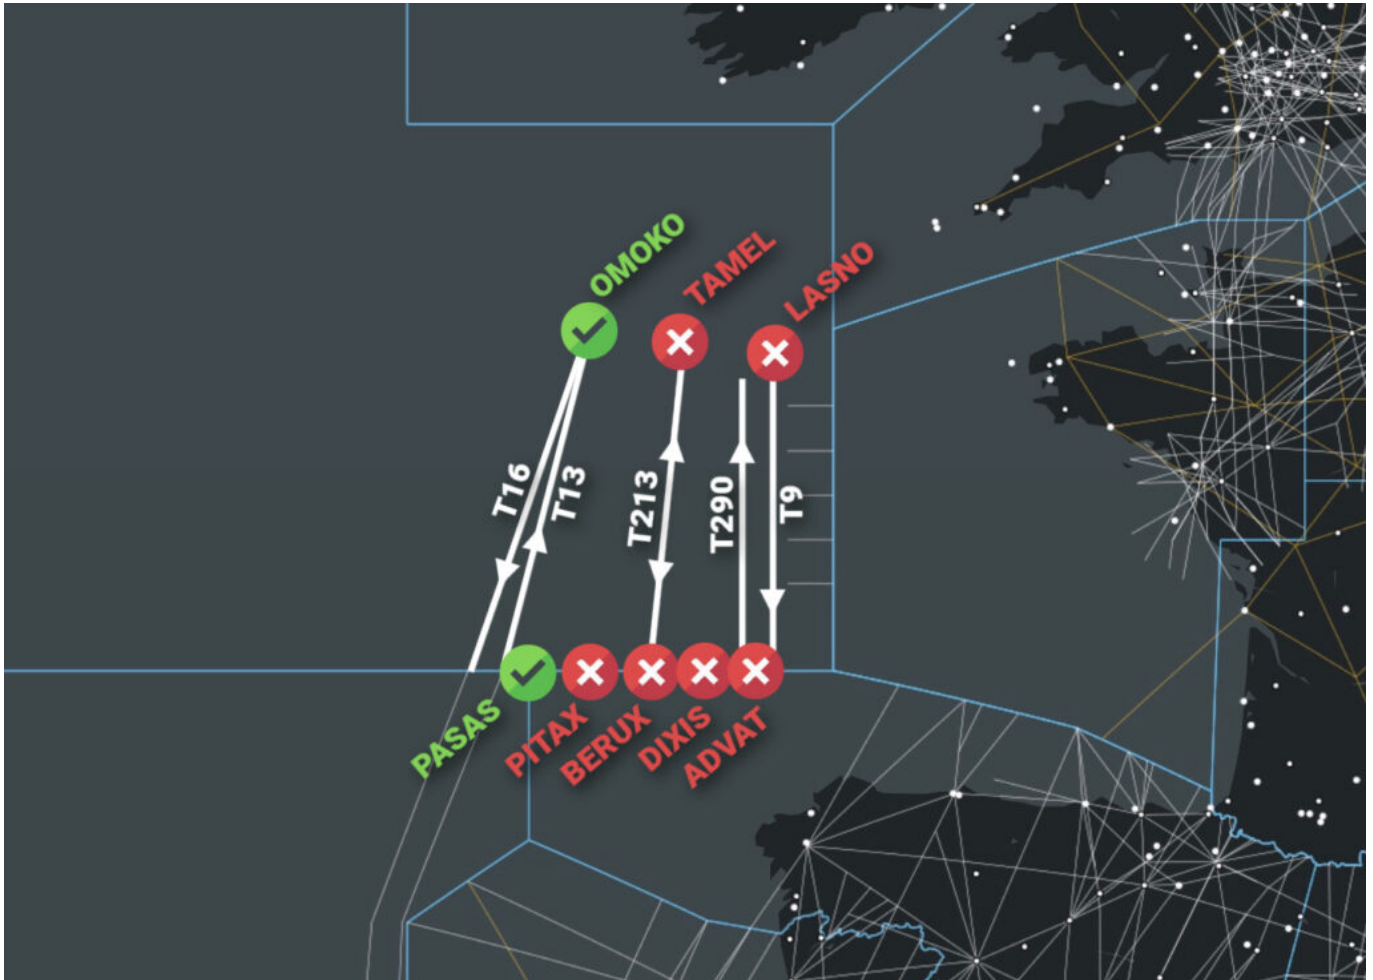 OMOKO
TAMEL
LASNO
T16
T13
T213
T290
T9
PASAS
PITAX
BERUX
DIXIS
ADVAT